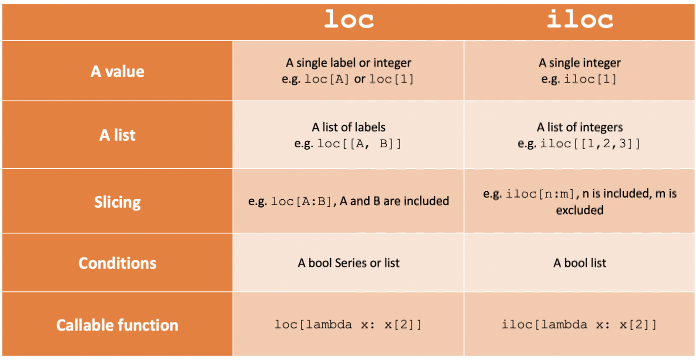 loc iloc
A value
A single label or integer
e.g. loc[A] or loc[1]
A single integer
e.g. iloc[1]
A list
A list of labels
e.g. loc[[A, B]]
A list of integers
e.g. iloc[[1,2,3]]
Slicing
e.g. loc[A:B], A and B are included
e.g. iloc[n:m], n is included, m is
excluded
Conditions
A bool Series or list
A bool list
Callable function
loc[lambda x: x[2]]
iloc[lambda x: x[2]]